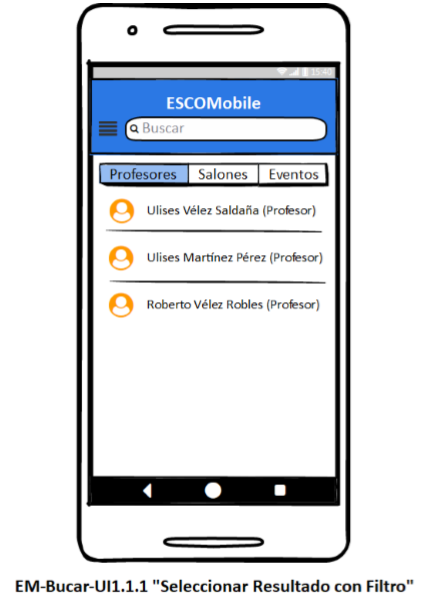 15:40
ESCOMobile
Buscar
Profesores Salones Eventos
Ulises Vélez Saldaña (Profesor)
Ulises Martínez Pérez (Profesor)
Roberto Vélez Robles (Profesor)
EM-Bucar-UI1.1.1 "Seleccionar Resultado con Filtro"